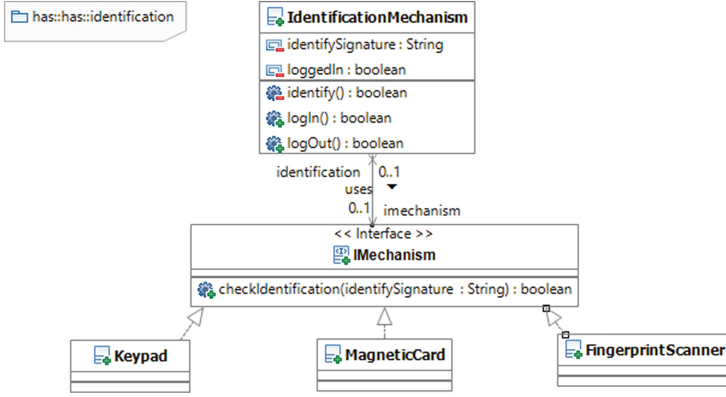 has::has::identification
IdentificationMechanism
identifySignature : String
loggedIn : boolean
identify() : boolean
logIn() : boolean
logOut() : boolean
identification 0..1
uses
0..1 imechanism
<< Interface >>
IMechanism
checkIdentification(identifySignature : String) : boolean
Keypad
MagneticCard
FingerprintScanner